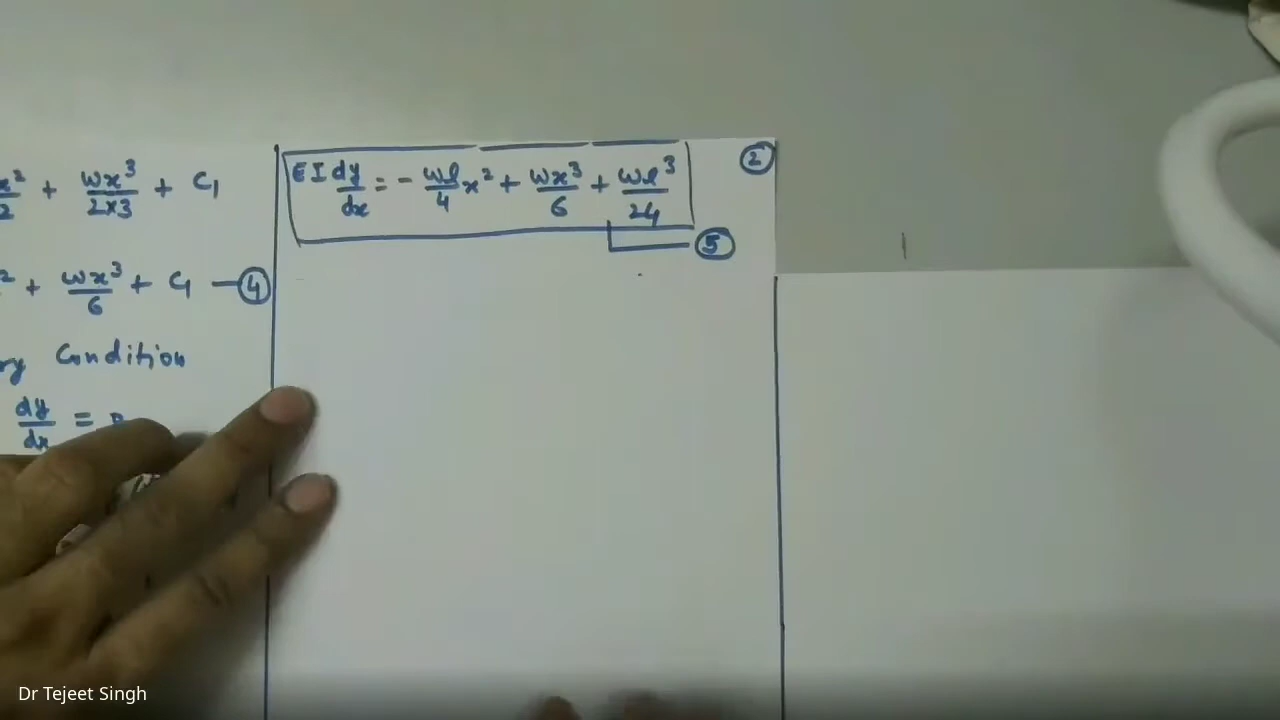 x²/2 + wx³/2×3 + C₁
² + wx³/6 + C₁ — ④
ry Condition
dy/dx =
②
EI dy/dx = - wl/4 x² + wx³/6 + wl³/24
⑤
Dr Tejeet Singh